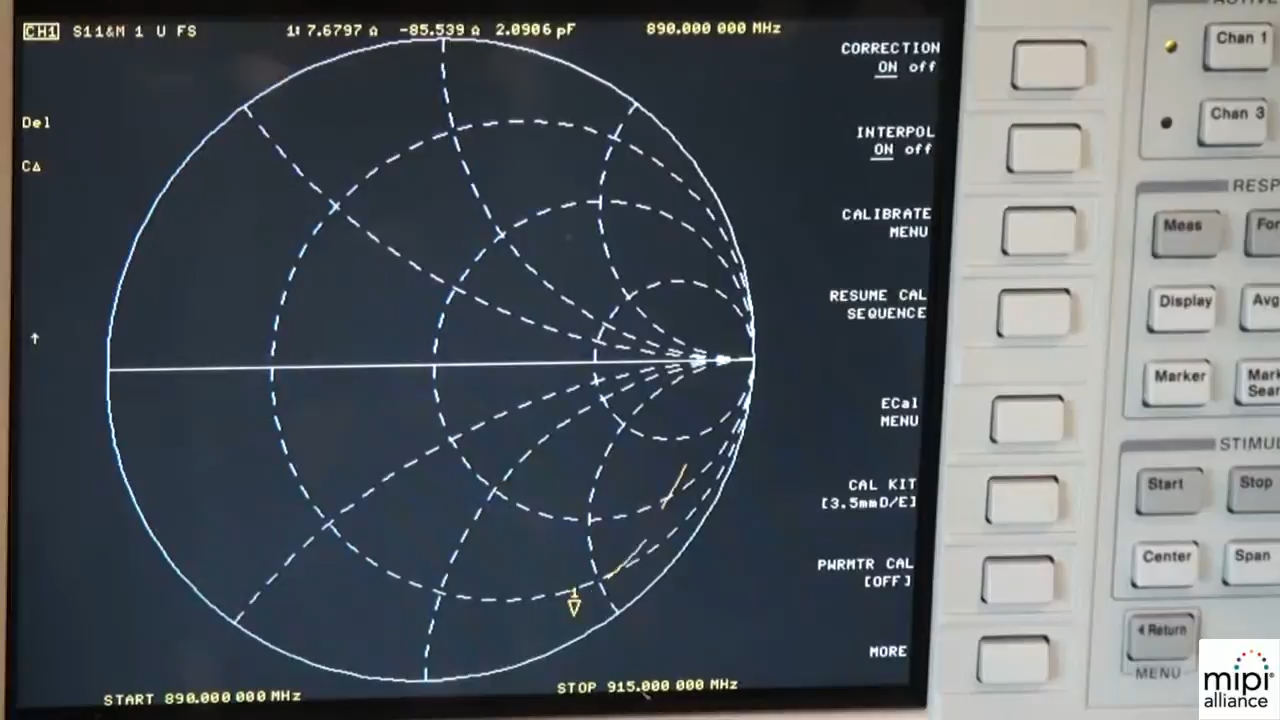 CH1 S11&M 1 U FS 1: 7.6797 Ω -85.539 Ω 2.0906 pF 890.000 000 MHz
CORRECTION
ON off
Del
INTERPOL
ON off
CΔ
CALIBRATE
MENU
RESUME CAL
SEQUENCE
↑
ECal
MENU
CAL KIT
[3.5mmD/E]
PWRMTR CAL
[OFF]
1
MORE
START 890.000 000 MHz STOP 915.000 000 MHz
Chan 1
Chan 3
Meas
Display
Avg
Marker
Start Stop
Center Span
Return
MENU
mipi
alliance